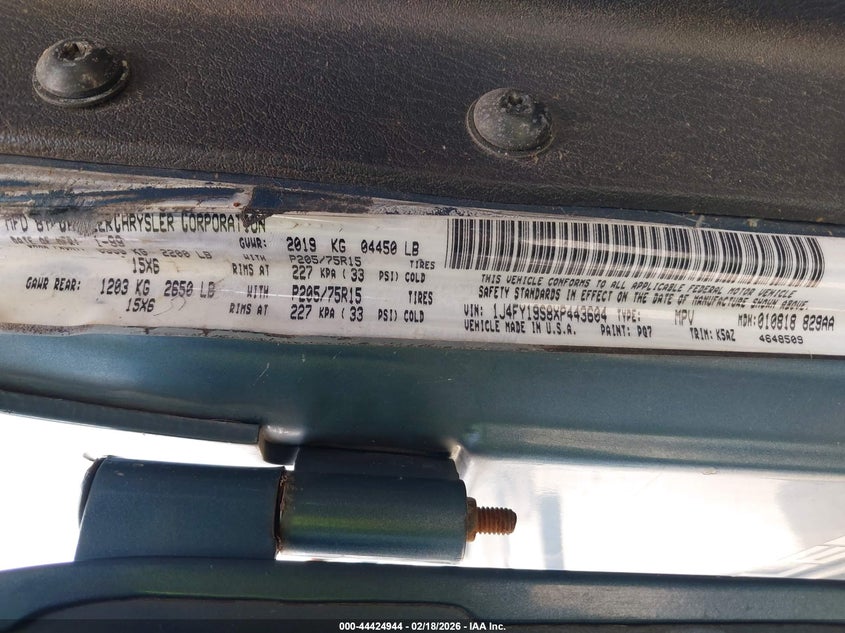 CHRYSLER CORPORATION
GVWR: 2019 KG 04450 LB
15X6 RIMS AT P205/75R15 TIRES
227 KPA ( 33 PSI) COLD
GAWR REAR: 1203 KG 2650 LB WITH P205/75R15 TIRES
15X6 RIMS AT 227 KPA ( 33 PSI) COLD
THIS VEHICLE CONFORMS TO ALL APPLICABLE FEDERAL MOTOR VEHICLE
SAFETY STANDARDS IN EFFECT ON THE DATE OF MANUFACTURE SHOWN ABOVE.
VIN: 1J4FY19S8XP443604 TYPE: MPV MDH: 010818 829AA
VEHICLE MADE IN U.S.A. PAINT: PQ7 TRIM: K5AZ 4648509
000-44424944 — 02/18/2026 — IAA Inc.